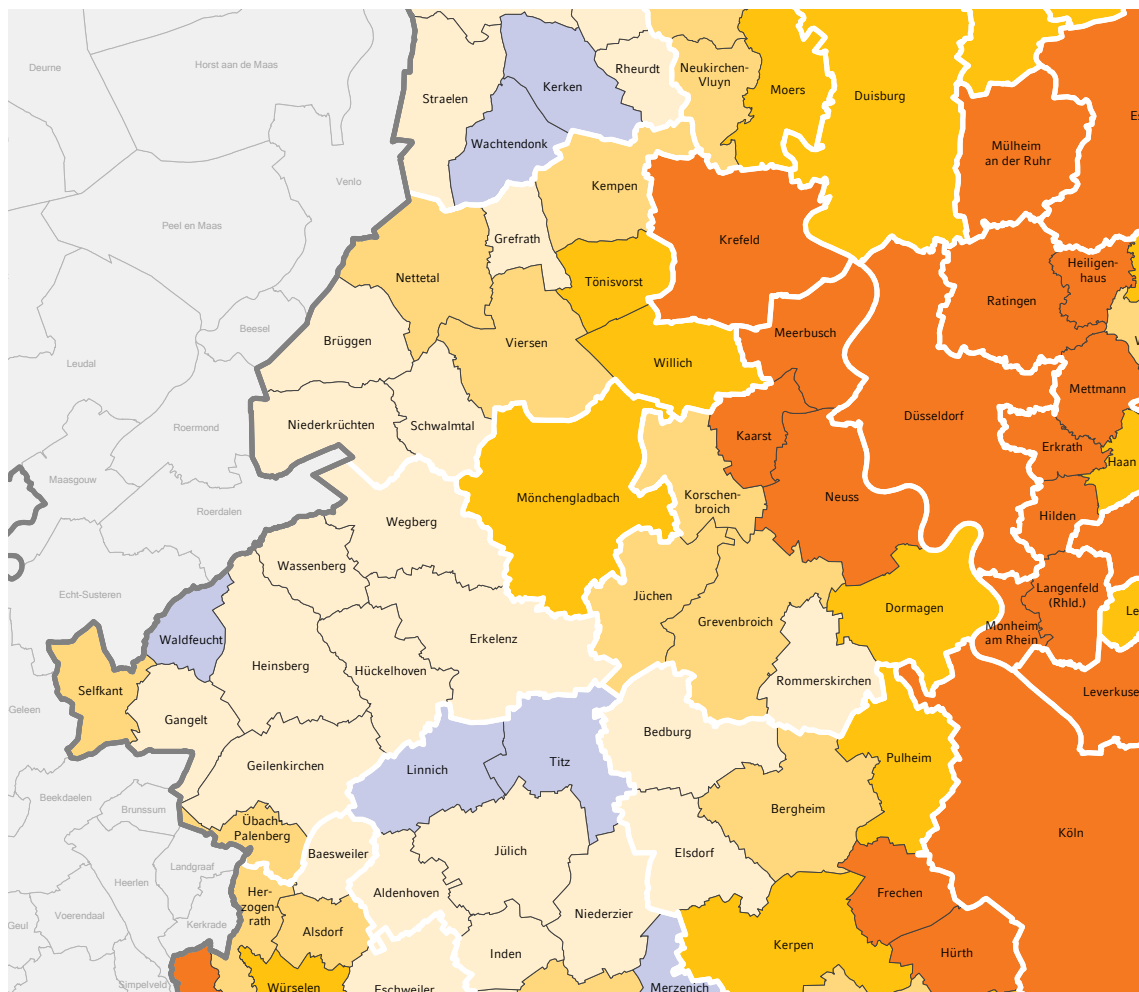 Deurne
Horst aan de Maas
Straelen
Kerken
Rheurdt
Neukirchen-
Vluyn
Moers
Duisburg
Wachtendonk
Mülheim
an der Ruhr
Venlo
Kempen
Peel en Maas
Grefrath
Krefeld
Nettetal
Tönisvorst
Heiligen-
haus
Ratingen
Beesel
Brüggen
Viersen
Meerbusch
Leudal
Willich
Mettmann
Roermond
Niederkrüchten
Schwalmtal
Düsseldorf
Kaarst
Erkrath
Haan
Maasgouw
Mönchengladbach
Korschen-
broich
Neuss
Roerdalen
Wegberg
Hilden
Wassenberg
Echt-Susteren
Jüchen
Langenfeld
(Rhld.)
Dormagen
Grevenbroich
Monheim
am Rhein
Waldfeucht
Erkelenz
Heinsberg
Hückelhoven
Rommerskirchen
Selfkant
Geleen
Gangelt
Leverkuse
Bedburg
Geilenkirchen
Linnich
Titz
Pulheim
Beekdaelen
Brunssum
Bergheim
Übach-
Palenberg
Köln
Baesweiler
Jülich
Elsdorf
Landgraaf
Heerlen
Her-
zogen-
rath
Aldenhoven
Frechen
Voerendaal
Niederzier
Geul
Kerkrade
Alsdorf
Kerpen
Inden
Hürth
Simpelveld
Würselen
Eschweiler
Merzenich